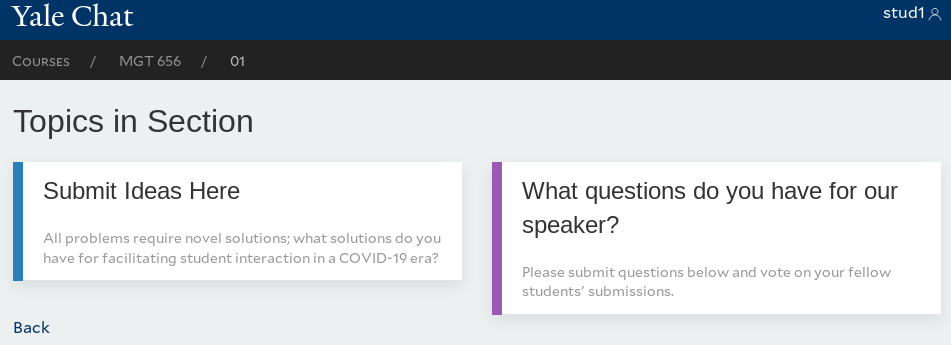 Yale Chat
stud1
Courses / MGT 656 / 01
Topics in Section
Submit Ideas Here
All problems require novel solutions; what solutions do you
have for facilitating student interaction in a COVID-19 era?
What questions do you have for our
speaker?
Please submit questions below and vote on your fellow
students' submissions.
Back